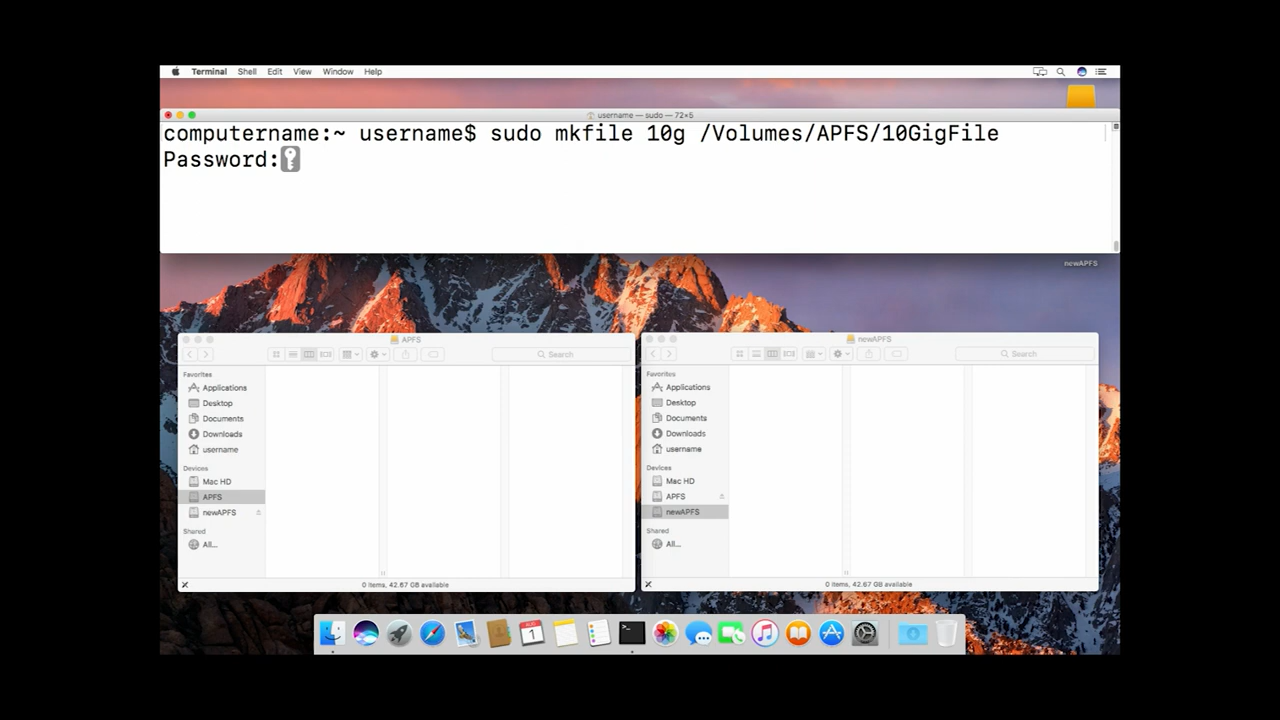 Terminal Shell Edit View Window Help
username — sudo — 72×5
computername:~ username$ sudo mkfile 10g /Volumes/APFS/10GigFile
Password:
newAPFS
APFS
Search
Favorites
Applications
Desktop
Documents
Downloads
username
Devices
Mac HD
APFS
newAPFS
Shared
All...
0 items, 42.67 GB available
newAPFS
Search
Favorites
Applications
Desktop
Documents
Downloads
username
Devices
Mac HD
APFS
newAPFS
Shared
All...
0 items, 42.67 GB available
AUG
1